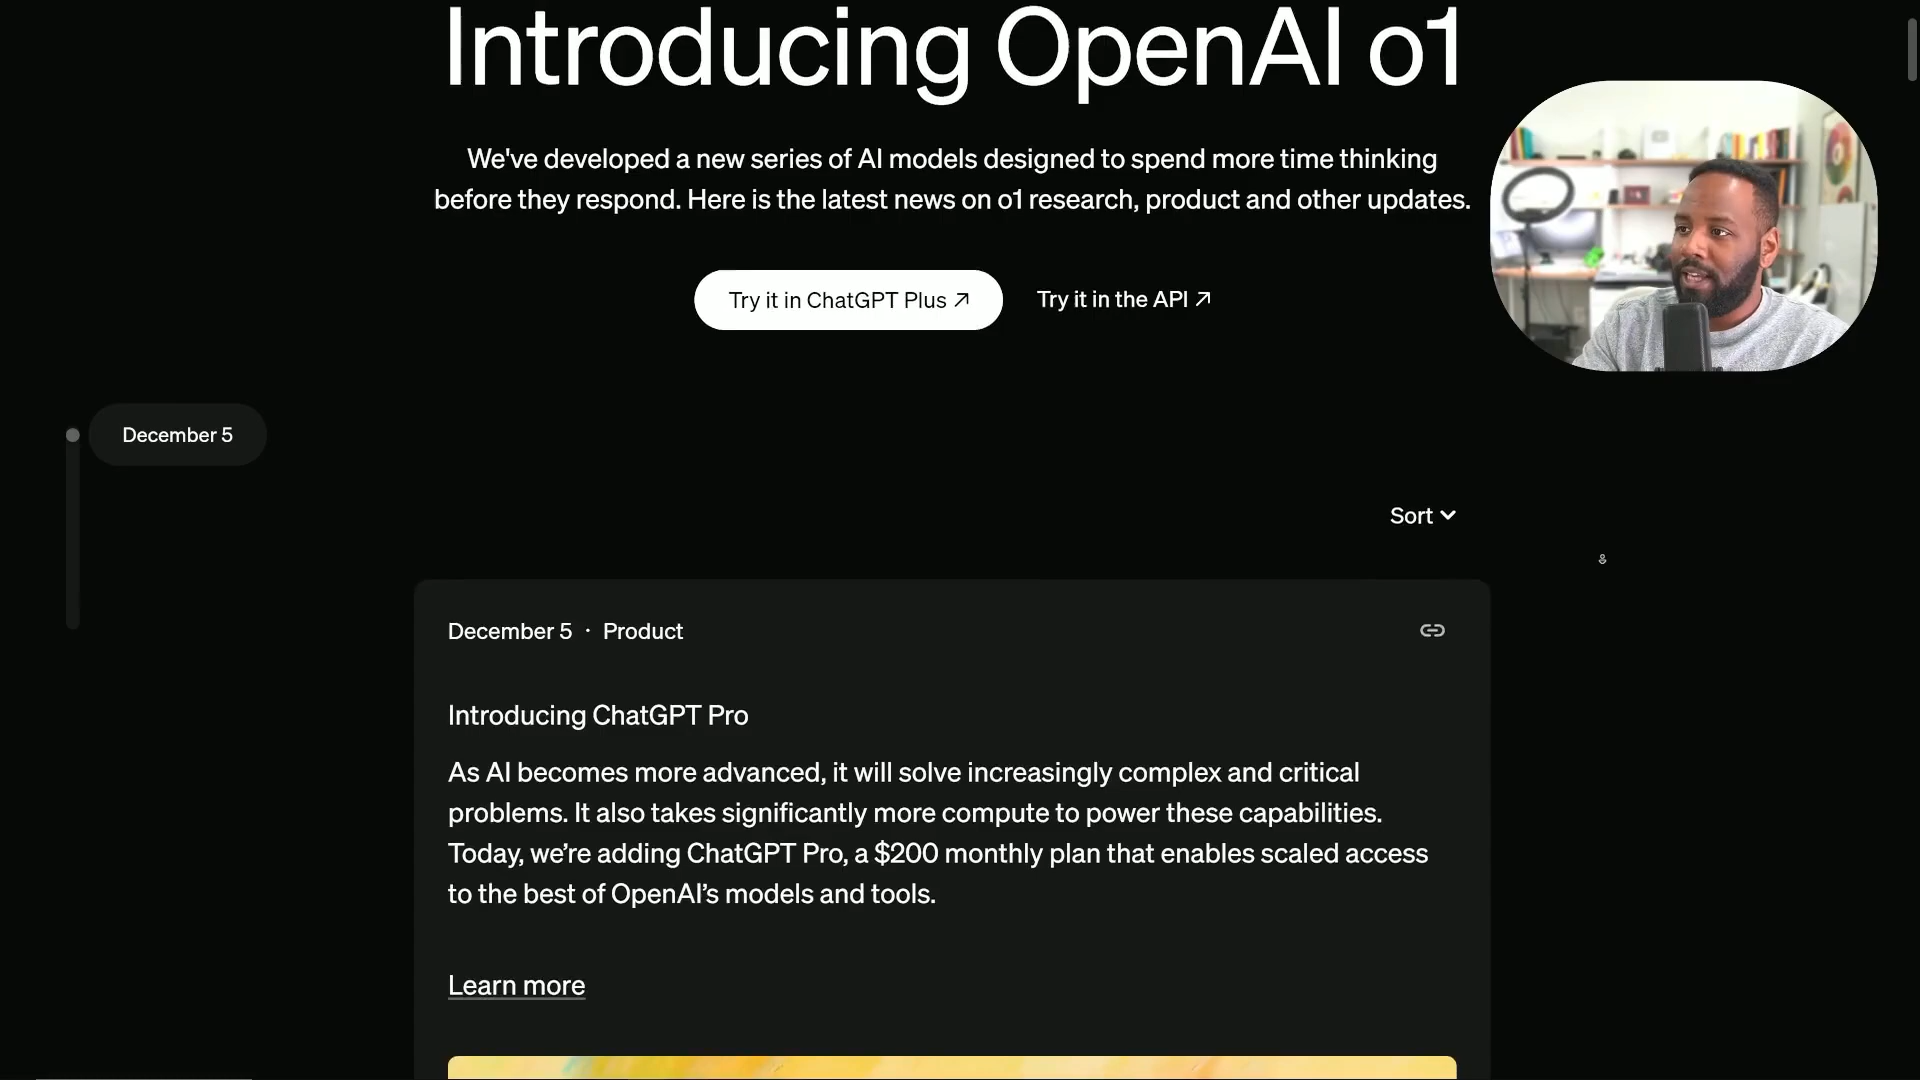 Introducing OpenAI o1
We've developed a new series of AI models designed to spend more time thinking
before they respond. Here is the latest news on o1 research, product and other updates.
Try it in ChatGPT Plus ↗
Try it in the API ↗
December 5
Sort
December 5 · Product
Introducing ChatGPT Pro
As AI becomes more advanced, it will solve increasingly complex and critical
problems. It also takes significantly more compute to power these capabilities.
Today, we’re adding ChatGPT Pro, a $200 monthly plan that enables scaled access
to the best of OpenAI’s models and tools.
Learn more